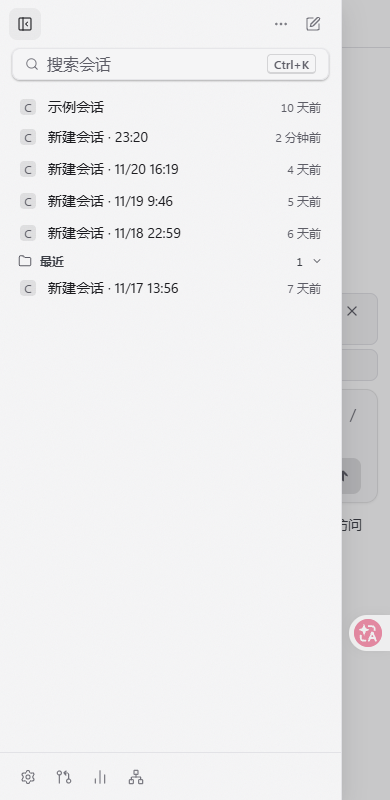 搜索会话 Ctrl+K
C 示例会话 10 天前
C 新建会话 · 23:20 2 分钟前
C 新建会话 · 11/20 16:19 4 天前
C 新建会话 · 11/19 9:46 5 天前
C 新建会话 · 11/18 22:59 6 天前
最近 1
C 新建会话 · 11/17 13:56 7 天前
/
访问